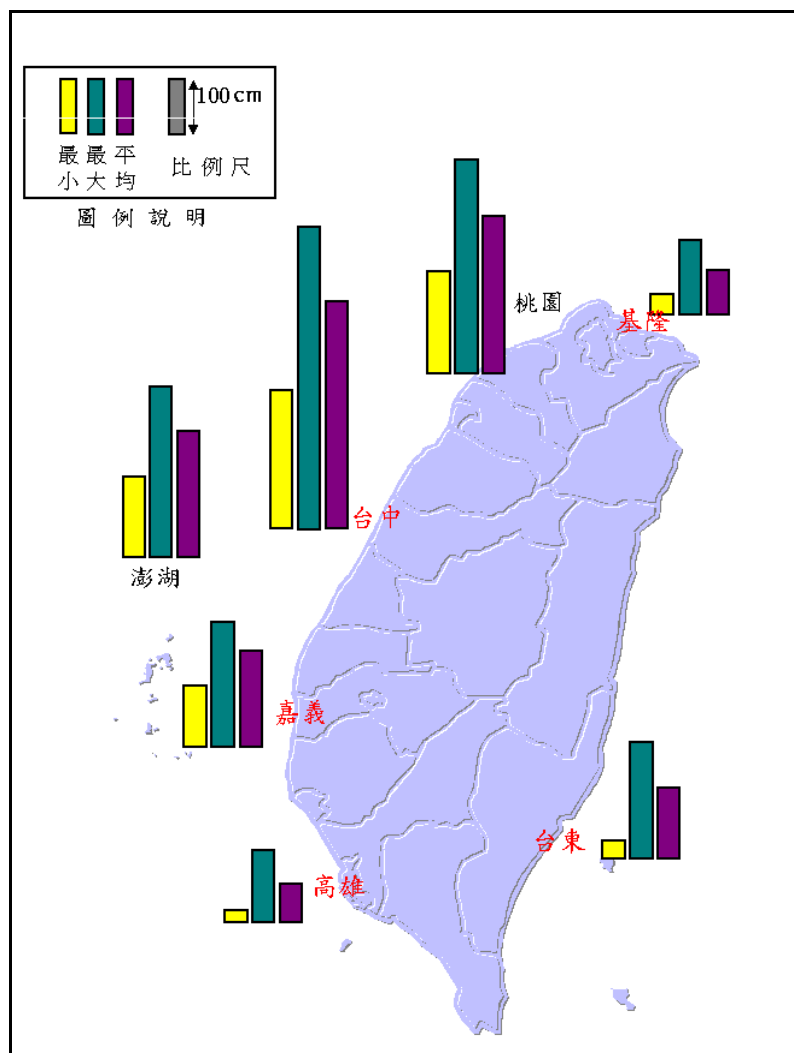 100cm
最小
最大
平均
比例尺
圖例說明
桃園
基隆
台中
澎湖
嘉義
台東
高雄